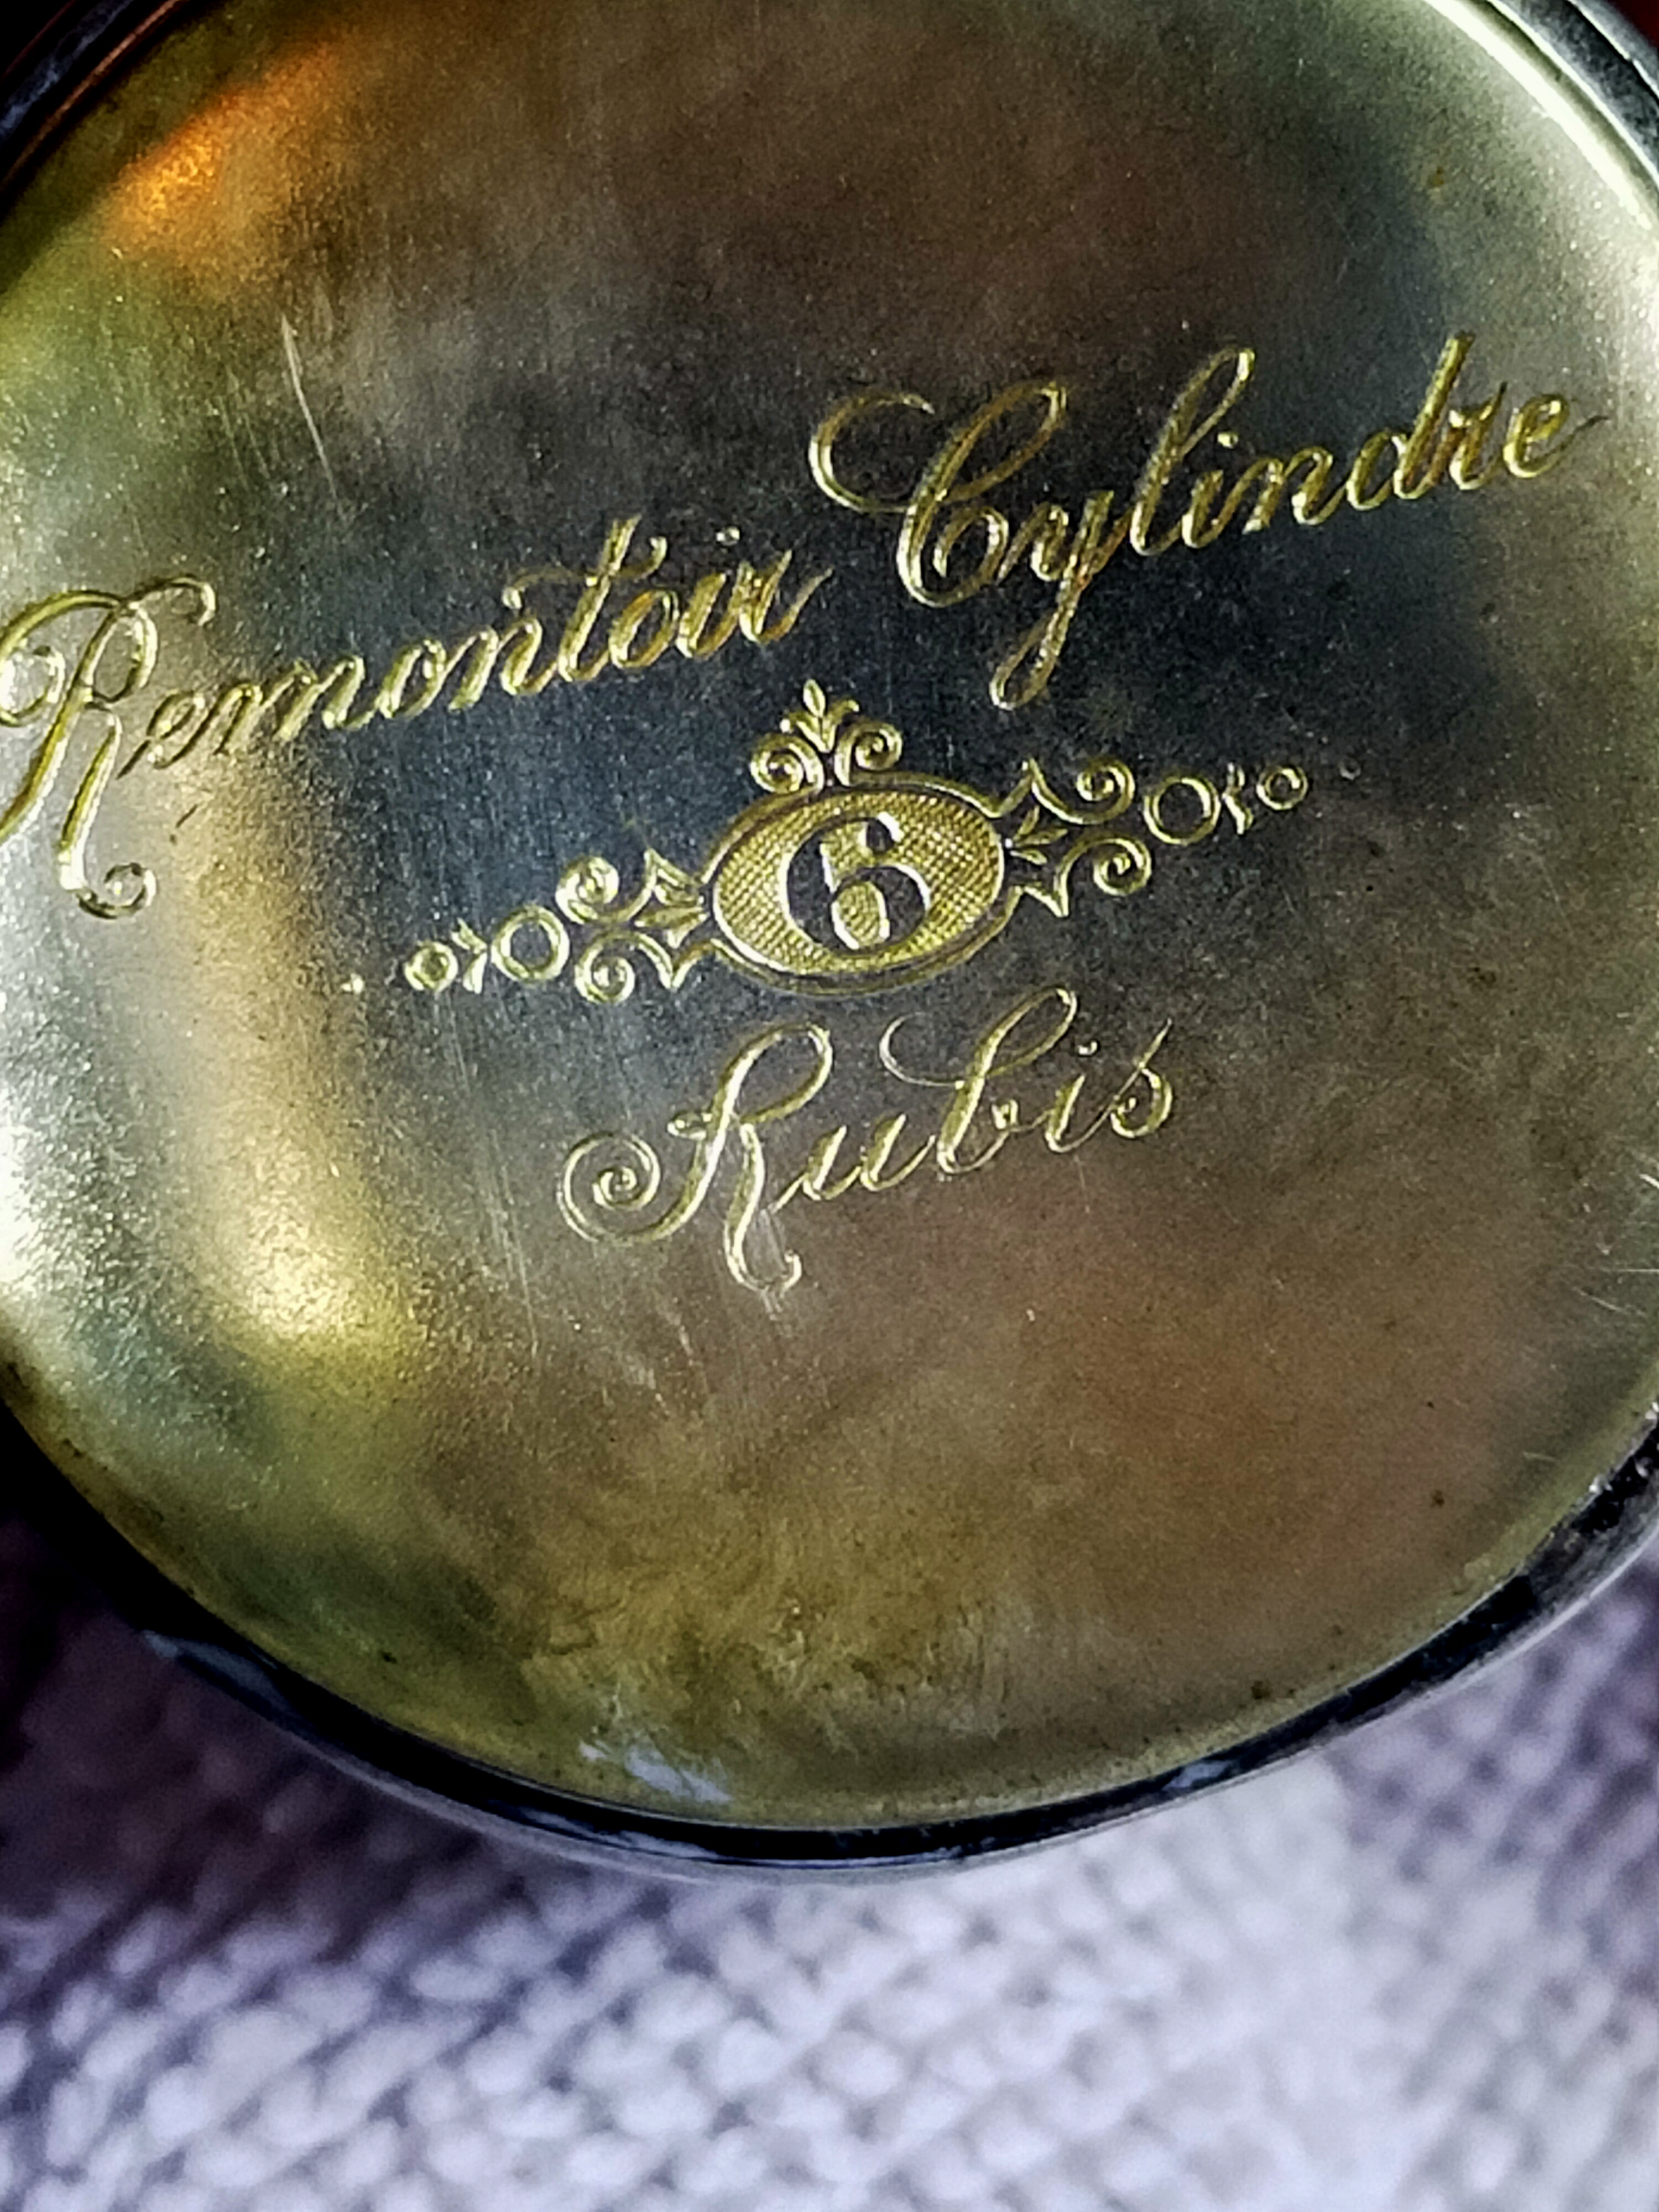 Remontoir Cylindre
6
Rubis